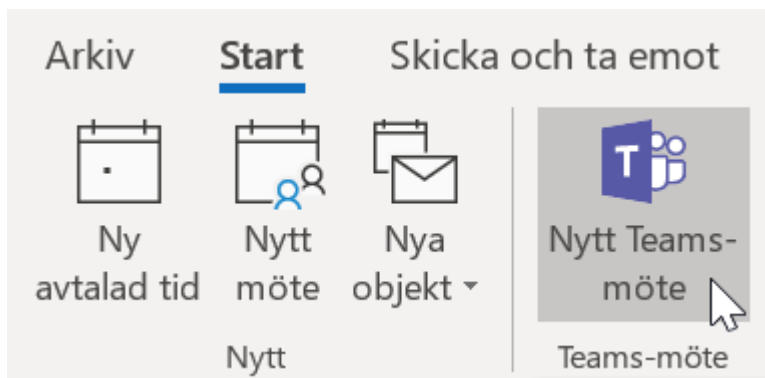 Arkiv Start Skicka och ta emot
Ny avtalad tid
Nytt möte
Nya objekt
T
Nytt Teams-
möte
Nytt
Teams-möte